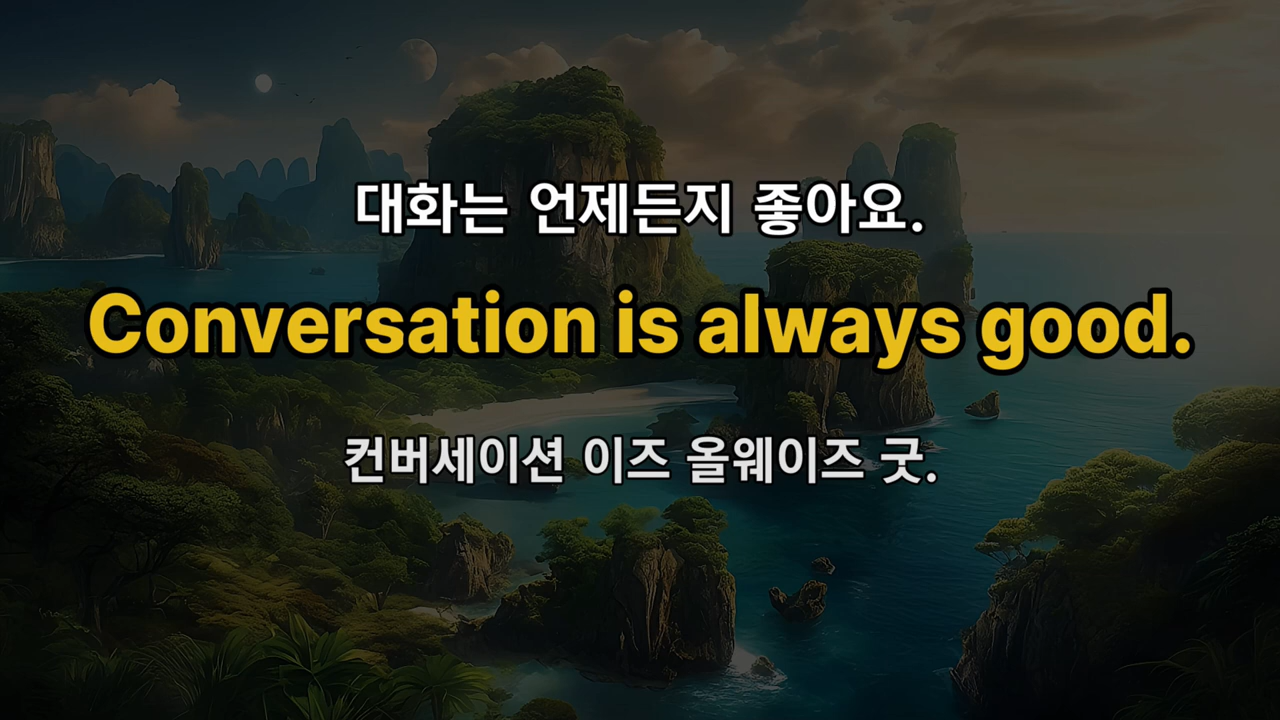 대화는 언제든지 좋아요.
Conversation is always good.
컨버세이션 이즈 올웨이즈 굿.